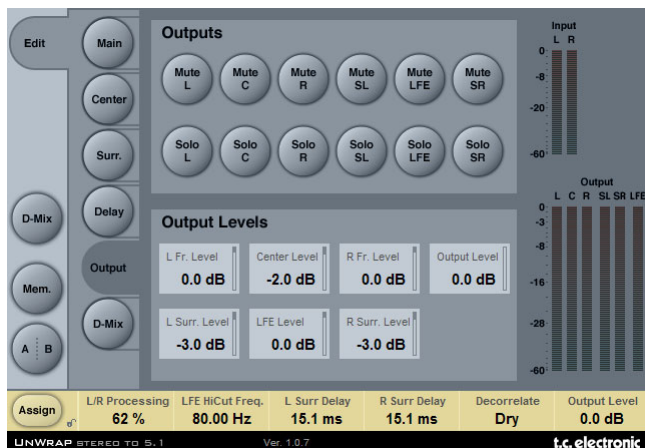 Edit
Main
Center
Surr.
Delay
Output
D-Mix
D-Mix
Mem.
A B
Outputs
Mute L
Mute C
Mute R
Mute SL
Mute LFE
Mute SR
Solo L
Solo C
Solo R
Solo SL
Solo LFE
Solo SR
Output Levels
L Fr. Level
0.0 dB
Center Level
-2.0 dB
R Fr. Level
0.0 dB
Output Level
0.0 dB
L Surr. Level
-3.0 dB
LFE Level
0.0 dB
R Surr. Level
-3.0 dB
Input
L R
0
-8
-20
-60
Output
L C R SL SR LFE
0
-3
-8
-16
-28
-60
Assign
L/R Processing
62 %
LFE HiCut Freq.
80.00 Hz
L Surr Delay
15.1 ms
R Surr Delay
15.1 ms
Decorrelate
Dry
Output Level
0.0 dB
UNWRAP STEREO TO 5.1
Ver. 1.0.7
t.c. electronic